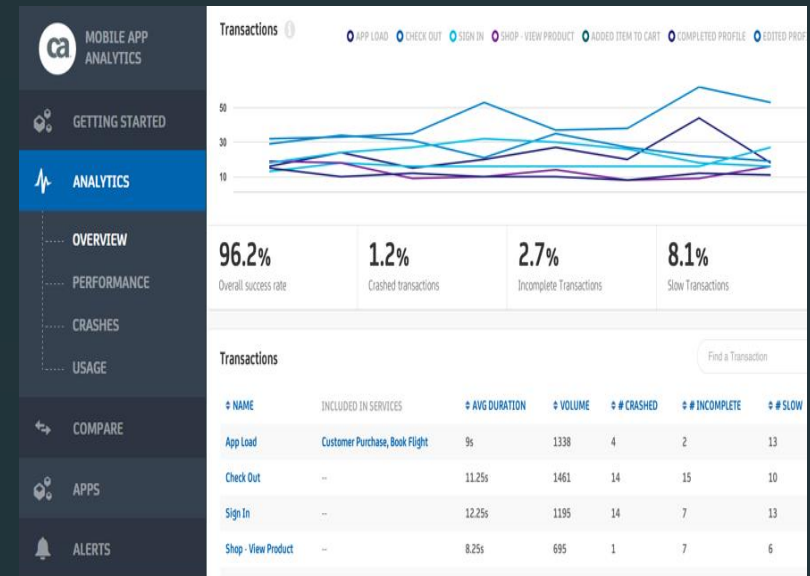 ca
MOBILE APP
ANALYTICS
GETTING STARTED
ANALYTICS
OVERVIEW
PERFORMANCE
CRASHES
USAGE
COMPARE
APPS
ALERTS
Transactions
APP LOAD CHECK OUT SIGN IN SHOP - VIEW PRODUCT ADDED ITEM TO CART COMPLETED PROFILE EDITED PROF
50
30
10
96.2% 1.2% 2.7% 8.1%
Overall success rate Crashed transactions Incomplete Transactions Slow Transactions
Transactions Find a Transaction
NAME INCLUDED IN SERVICES AVG DURATION VOLUME # CRASHED # INCOMPLETE # SLOW
App Load Customer Purchase, Book Flight 9s 1338 4 2 13
Check Out -- 11.25s 1461 14 15 10
Sign In -- 12.25s 1195 14 7 13
Shop - View Product -- 8.25s 695 1 7 6